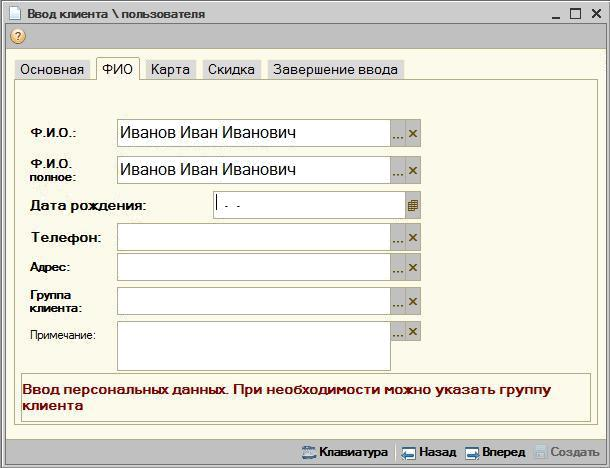 Ввод клиента \ пользователя
?
Основная ФИО Карта Скидка Завершение ввода
Ф.И.О.: Иванов Иван Иванович ... ×
Ф.И.О.
полное: Иванов Иван Иванович ... ×
Дата рождения: . .
Телефон: ... ×
Адрес: ... ×
Группа
клиента: ... ×
Примечание: ... ×
Ввод персональных данных. При необходимости можно указать группу
клиента
Клавиатура Назад Вперед Создать